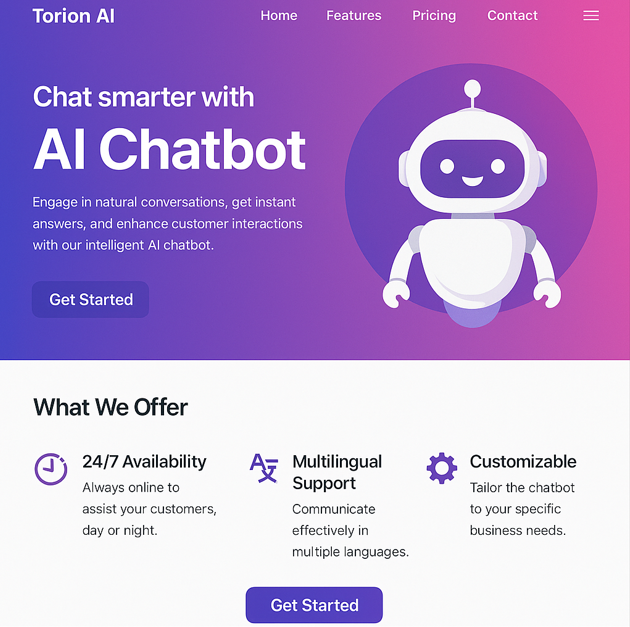 Torion AI
Home Features Pricing Contact
Chat smarter with
AI Chatbot
Engage in natural conversations, get instant
answers, and enhance customer interactions
with our intelligent AI chatbot.
Get Started
What We Offer
24/7 Availability
Always online to
assist your customers,
day or night.
Multilingual
Support
Communicate
effectively in
multiple languages.
Customizable
Tailor the chatbot
to your specific
business needs.
Get Started